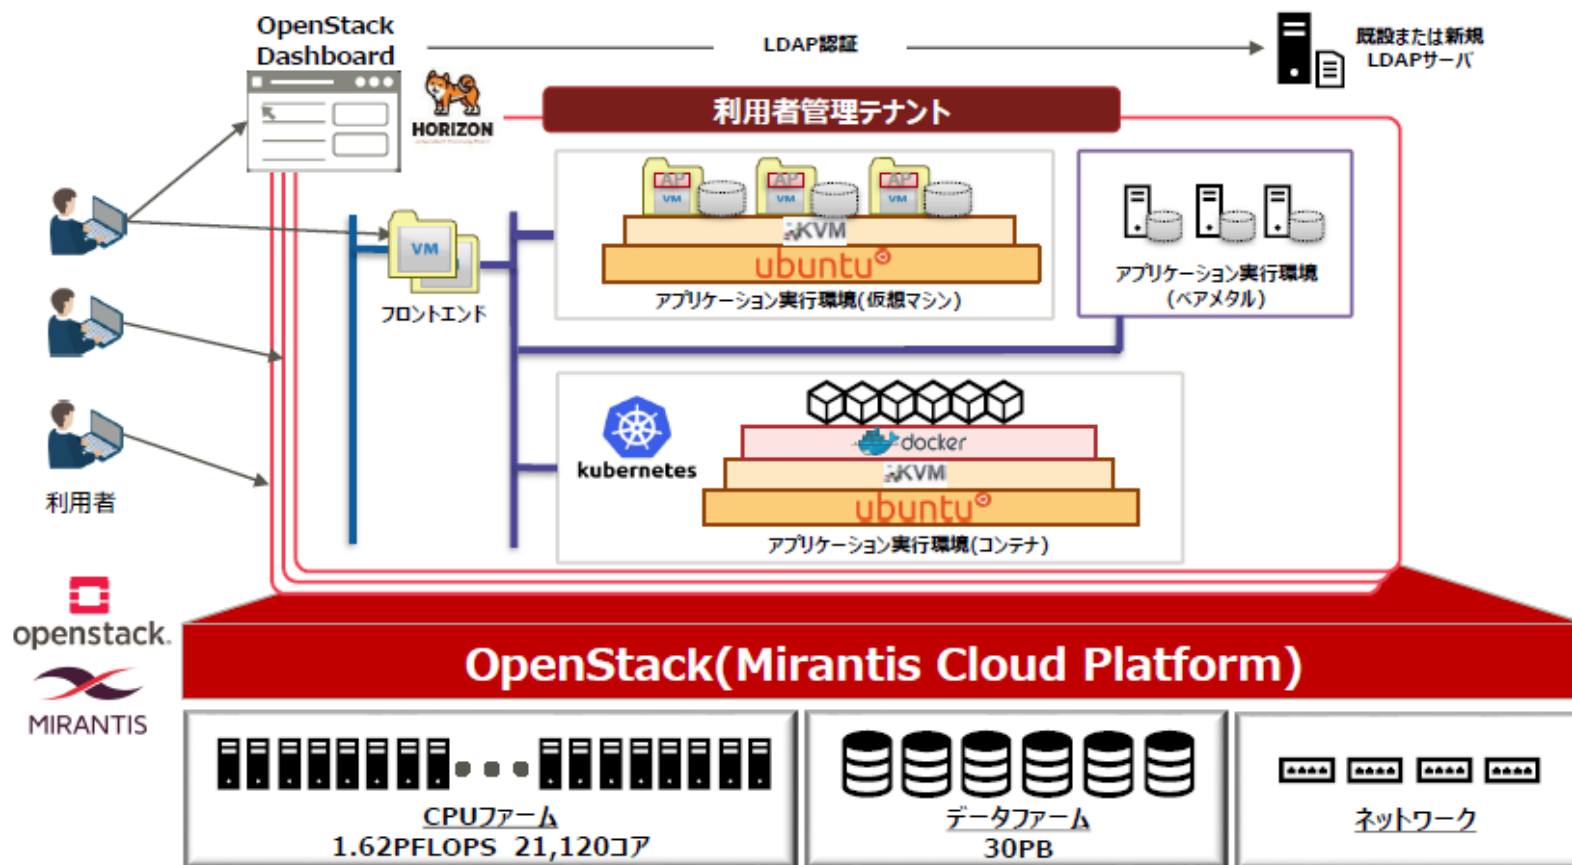 OpenStack
Dashboard
LDAP認証
既設または新規
LDAPサーバ
HORIZON
利用者管理テナント
AP
VM
AP
VM
AP
VM
KVM
ubuntu
アプリケーション実行環境(仮想マシン)
アプリケーション実行環境
(ベアメタル)
VM
フロントエンド
kubernetes
docker
KVM
ubuntu
アプリケーション実行環境(コンテナ)
利用者
openstack.
MIRANTIS
OpenStack(Mirantis Cloud Platform)
CPUファーム
1.62PFLOPS 21,120コア
データファーム
30PB
ネットワーク